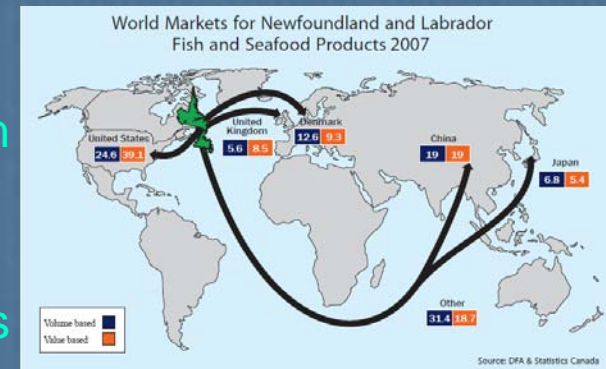 World Markets for Newfoundland and Labrador
Fish and Seafood Products 2007
United States
24.6 39.1
United
Kingdom
5.6 8.5
Denmark
12.6 9.3
China
19 19
Japan
6.8 5.4
Other
31.4 18.7
Volume based
Value based
Source: DFA & Statistics Canada